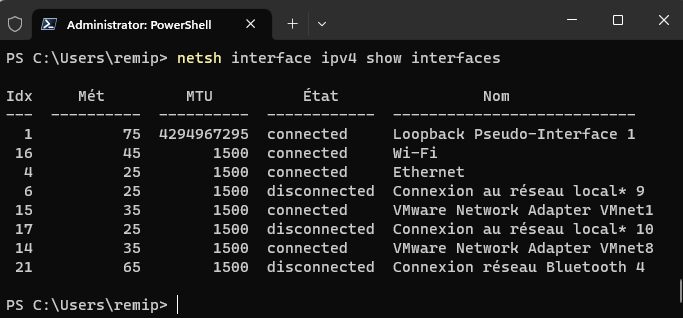 Administrator: PowerShell
PS C:\Users\remip> netsh interface ipv4 show interfaces
Idx Mét MTU État Nom
--- ---------- ---------- ------------ ---------------------------
1 75 4294967295 connected Loopback Pseudo-Interface 1
16 45 1500 connected Wi-Fi
4 25 1500 connected Ethernet
6 25 1500 disconnected Connexion au réseau local* 9
15 35 1500 connected VMware Network Adapter VMnet1
17 25 1500 disconnected Connexion au réseau local* 10
14 35 1500 connected VMware Network Adapter VMnet8
21 65 1500 disconnected Connexion réseau Bluetooth 4
PS C:\Users\remip>